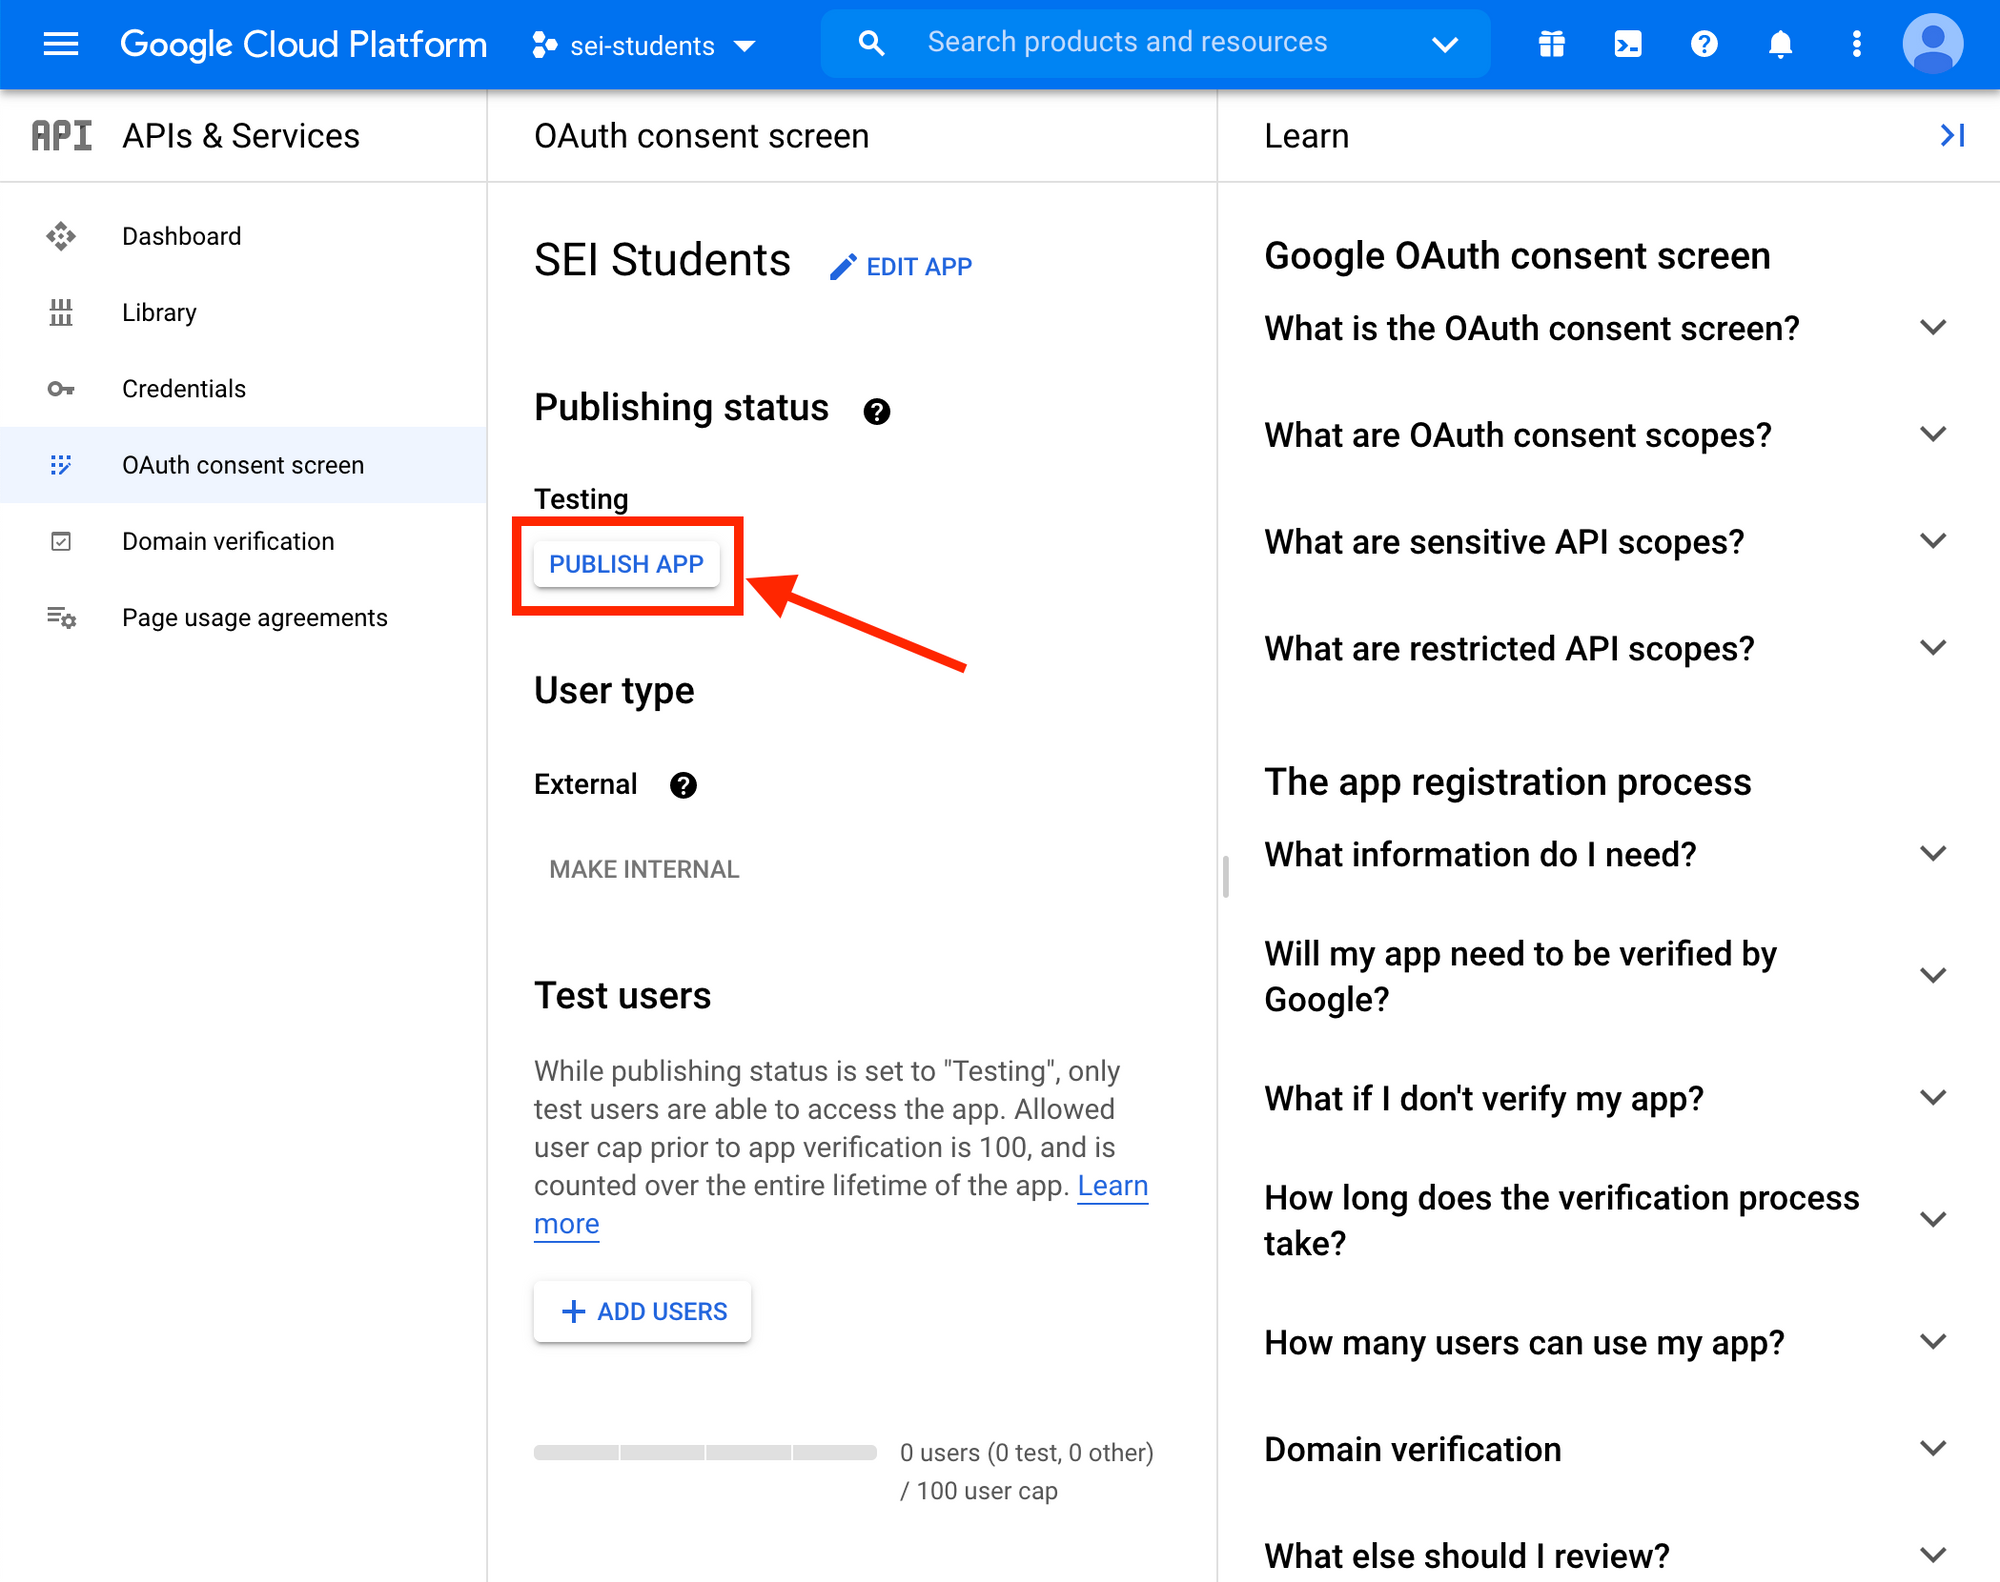 Google Cloud Platform
sei-students
Search products and resources
API
APIs & Services
OAuth consent screen
Learn
Dashboard
Library
Credentials
OAuth consent screen
Domain verification
Page usage agreements
SEI Students
EDIT APP
Publishing status
Testing
PUBLISH APP
User type
External
MAKE INTERNAL
Test users
While publishing status is set to "Testing", only
test users are able to access the app. Allowed
user cap prior to app verification is 100, and is
counted over the entire lifetime of the app. Learn
more
ADD USERS
0 users (0 test, 0 other)
/ 100 user cap
Google OAuth consent screen
What is the OAuth consent screen?
What are OAuth consent scopes?
What are sensitive API scopes?
What are restricted API scopes?
The app registration process
What information do I need?
Will my app need to be verified by
Google?
What if I don't verify my app?
How long does the verification process
take?
How many users can use my app?
Domain verification
What else should I review?